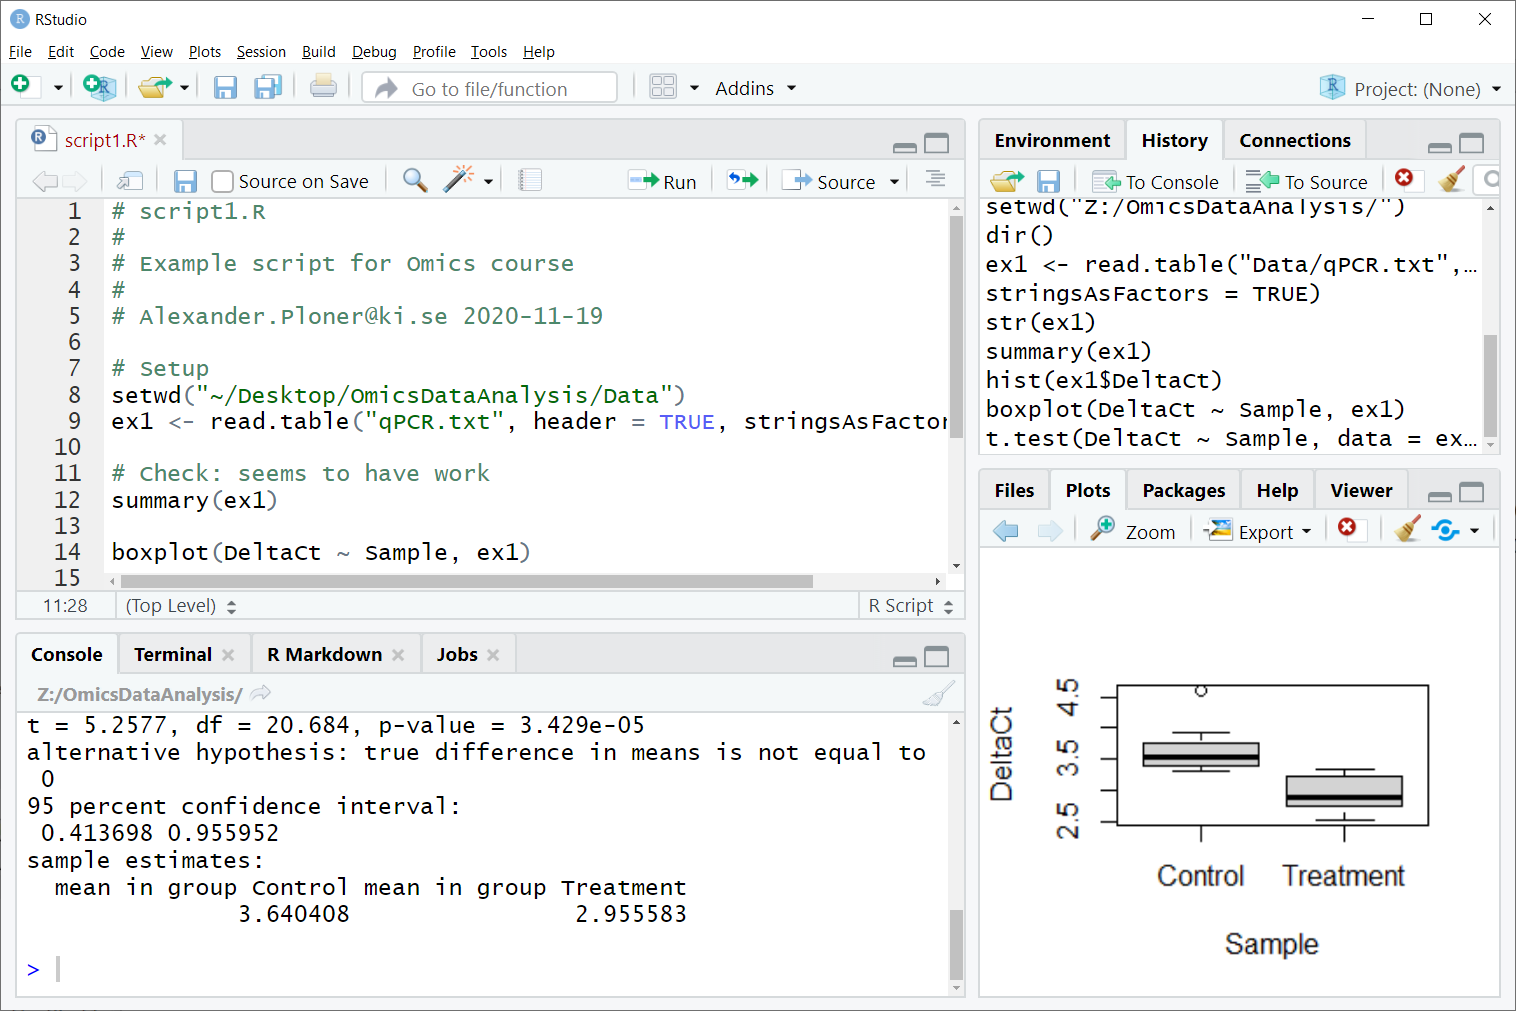 RStudio
File Edit Code View Plots Session Build Debug Profile Tools Help
Go to file/function Addins Project: (None)
script1.R*
Source on Save Run Source
1 # script1.R
2 #
3 # Example script for Omics course
4 #
5 # Alexander.Ploner@ki.se 2020-11-19
6
7 # Setup
8 setwd("~/Desktop/OmicsDataAnalysis/Data")
9 ex1 <- read.table("qPCR.txt", header = TRUE, stringsAsFactor
10
11 # Check: seems to have work
12 summary(ex1)
13
14 boxplot(DeltaCt ~ Sample, ex1)
15
11:28 (Top Level) R Script
Console Terminal R Markdown Jobs
Z:/OmicsDataAnalysis/
t = 5.2577, df = 20.684, p-value = 3.429e-05
alternative hypothesis: true difference in means is not equal to
0
95 percent confidence interval:
0.413698 0.955952
sample estimates:
mean in group Control mean in group Treatment
3.640408 2.955583
>
Environment History Connections
To Console To Source
setwd("Z:/OmicsDataAnalysis/")
dir()
ex1 <- read.table("Data/qPCR.txt",…
stringsAsFactors = TRUE)
str(ex1)
summary(ex1)
hist(ex1$DeltaCt)
boxplot(DeltaCt ~ Sample, ex1)
t.test(DeltaCt ~ Sample, data = ex…
Files Plots Packages Help Viewer
Zoom Export
DeltaCt
4.5
3.5
2.5
Control Treatment
Sample